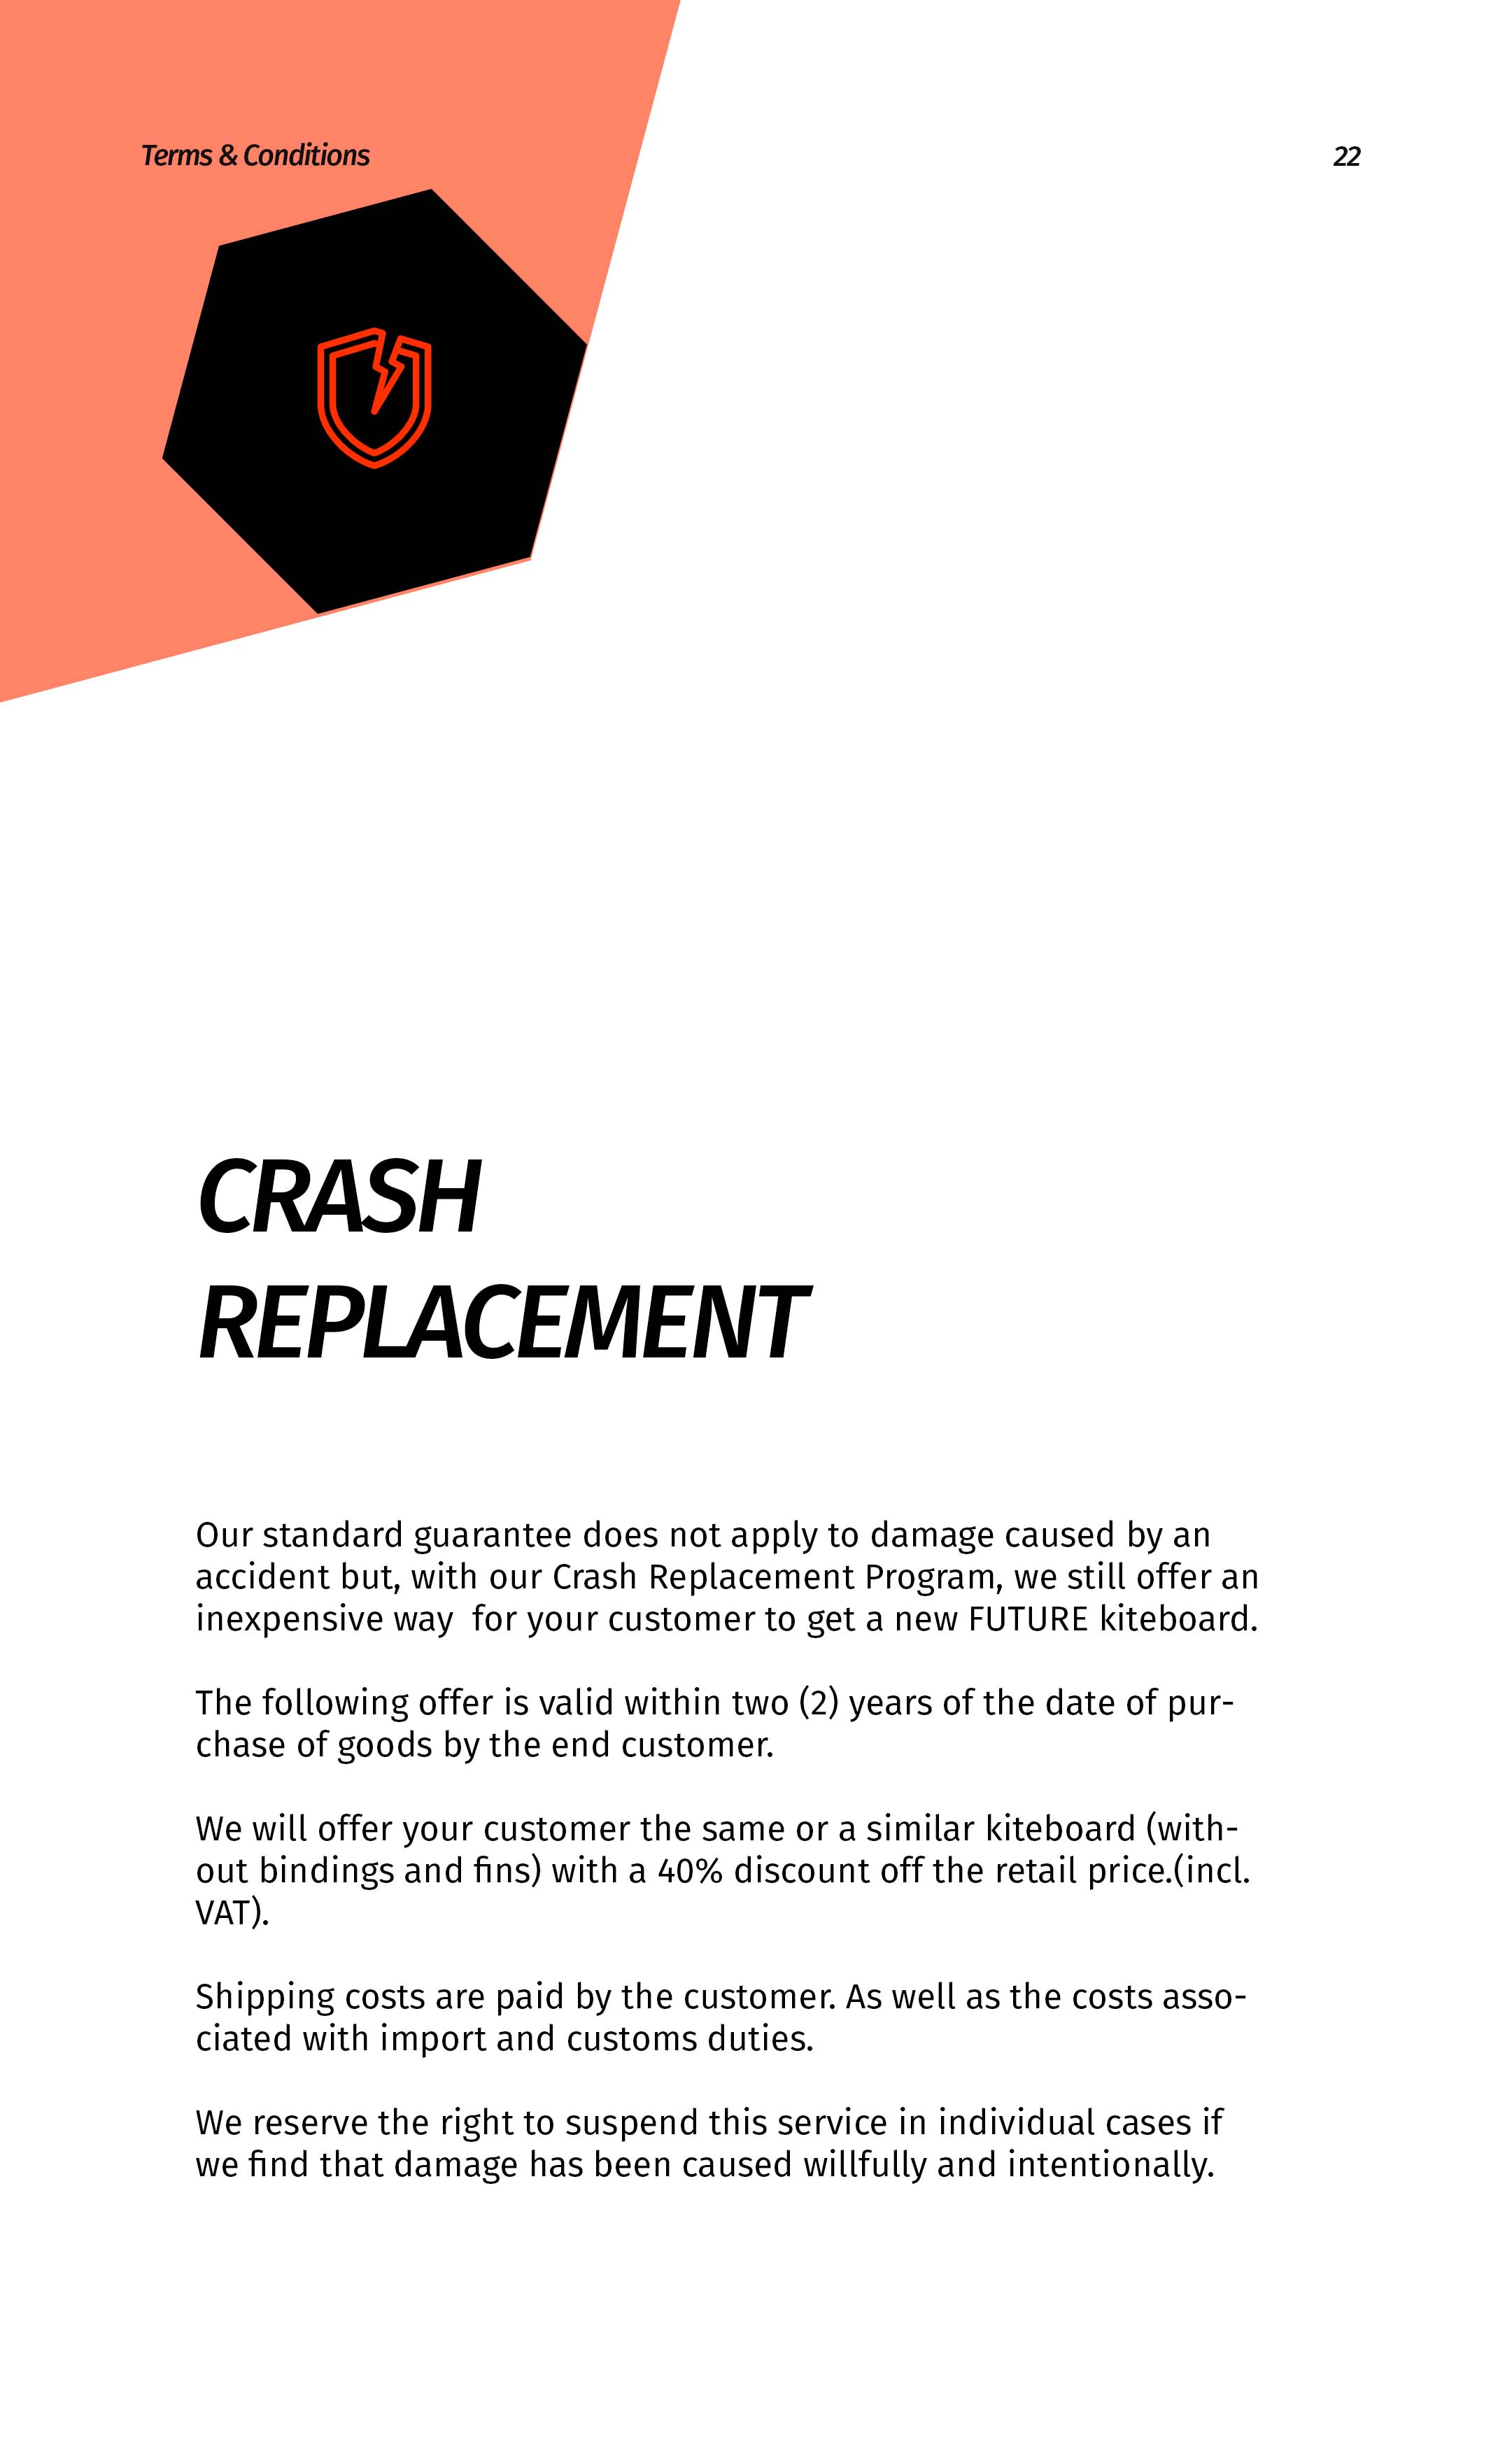 Terms & Conditions
22
CRASH
REPLACEMENT
Our standard guarantee does not apply to damage caused by an
accident but, with our Crash Replacement Program, we still offer an
inexpensive way  for your customer to get a new FUTURE kiteboard.
The following offer is valid within two (2) years of the date of pur-
chase of goods by the end customer.
We will offer your customer the same or a similar kiteboard (with-
out bindings and fins) with a 40% discount off the retail price.(incl.
VAT).
Shipping costs are paid by the customer. As well as the costs asso-
ciated with import and customs duties.
We reserve the right to suspend this service in individual cases if
we find that damage has been caused willfully and intentionally.